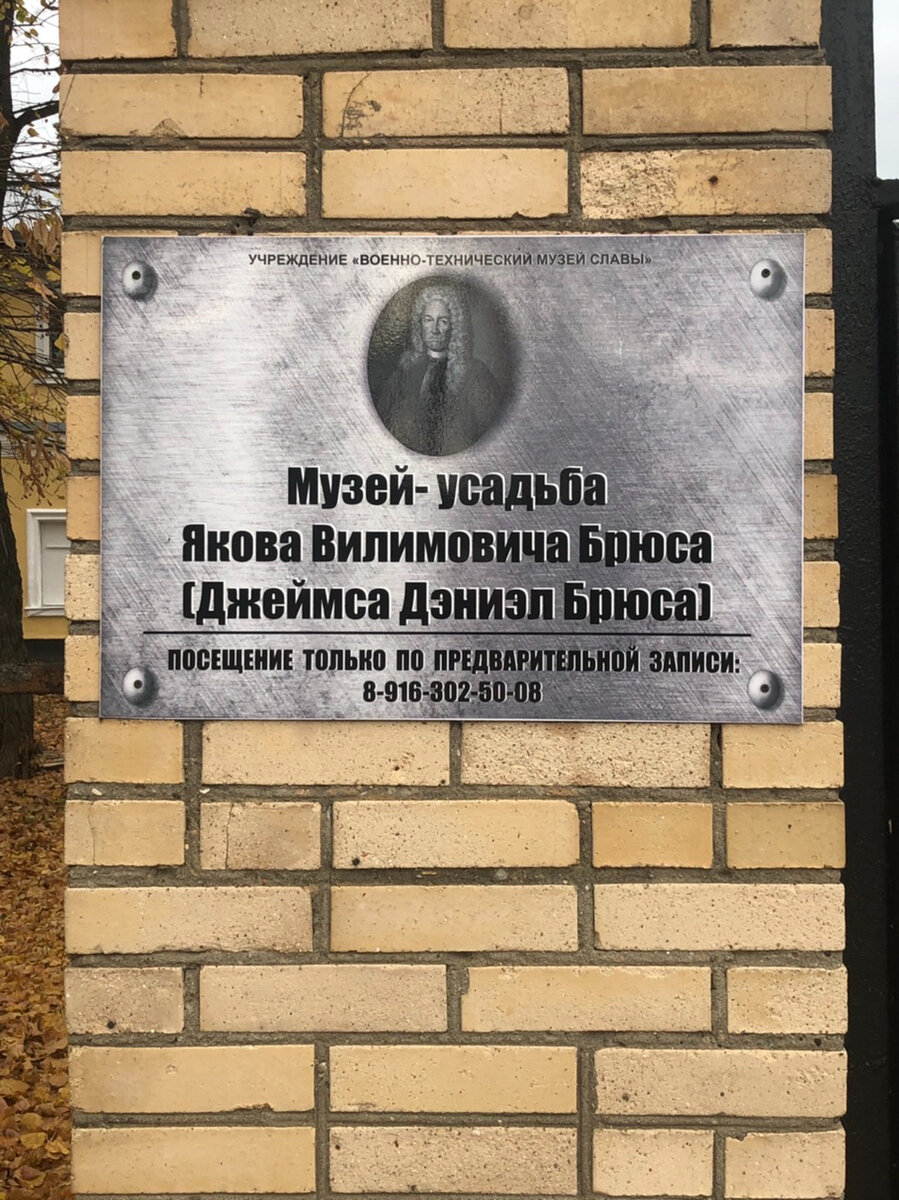 УЧРЕЖДЕНИЕ «ВОЕННО-ТЕХНИЧЕСКИЙ МУЗЕЙ СЛАВЫ»
Музей- усадьба
Якова Вилимовича Брюса
(Джеймса Дэниэл Брюса)
ПОСЕЩЕНИЕ ТОЛЬКО ПО ПРЕДВАРИТЕЛЬНОЙ ЗАПИСИ:
8-916-302-50-08